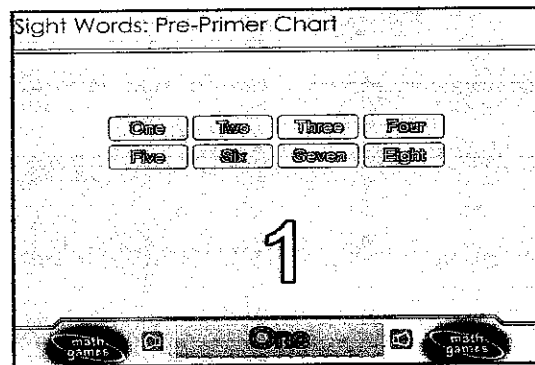 Sight Words: Pre-Primer Chart
One Two Three Four
Five Six Seven Eight
1
math games One math games